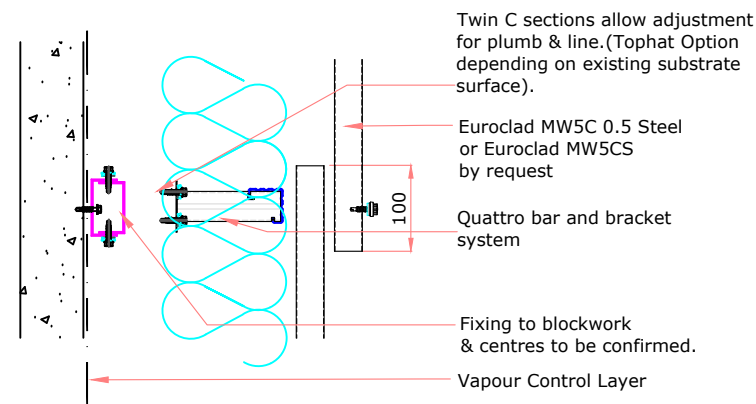 Twin C sections allow adjustment
for plumb & line.(Tophat Option
depending on existing substrate
surface).
Euroclad MW5C 0.5 Steel
or Euroclad MW5CS
by request
100
Quattro bar and bracket
system
Fixing to blockwork
& centres to be confirmed.
Vapour Control Layer